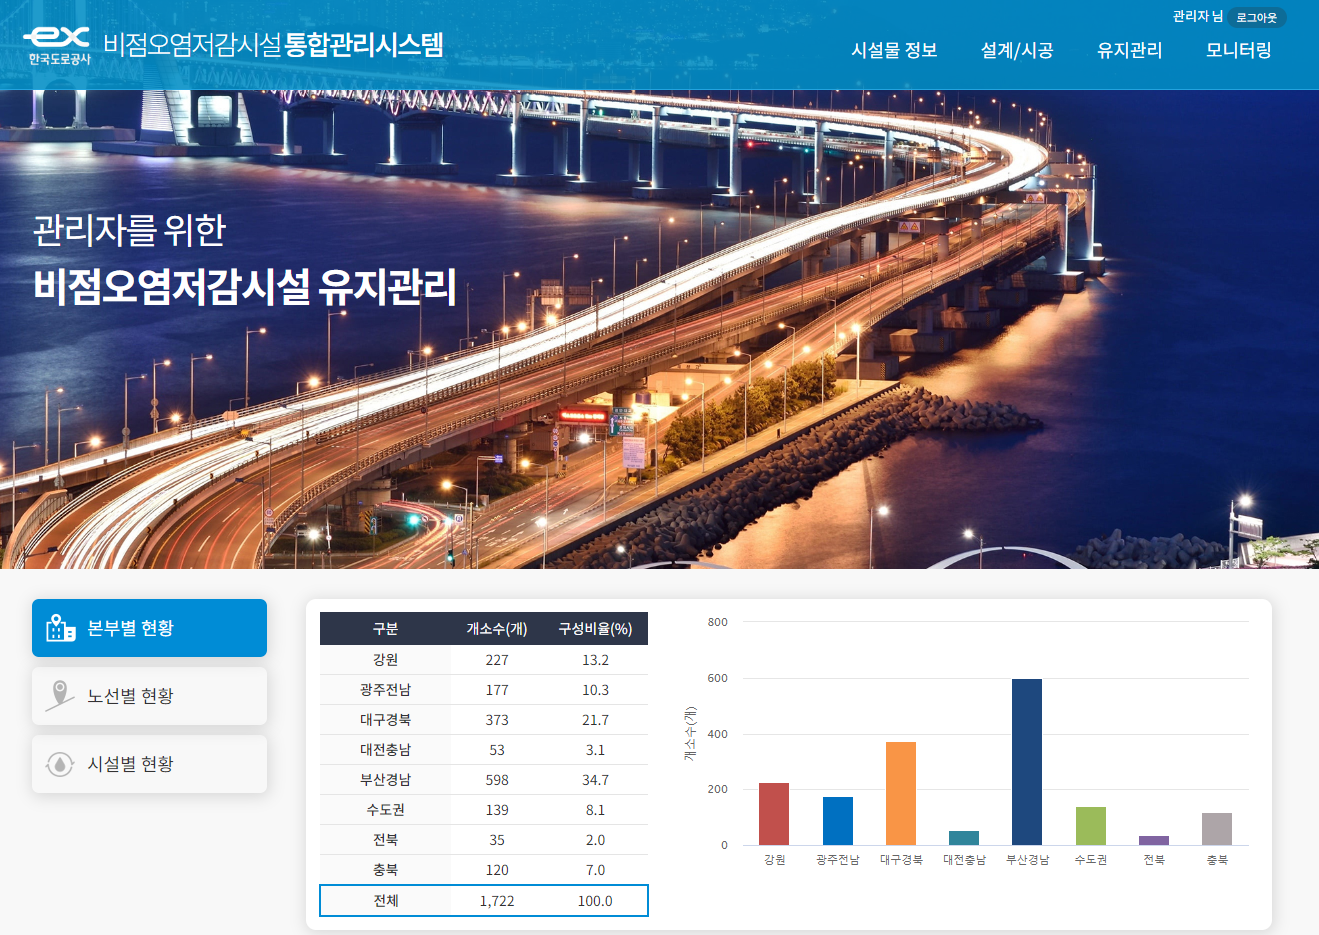 관리자 님 로그아웃
ex 한국도로공사 비점오염저감시설 통합관리시스템
시설물 정보 설계/시공 유지관리 모니터링
관리자를 위한
비점오염저감시설 유지관리
본부별 현황
노선별 현황
시설별 현황
구분 개소수(개) 구성비율(%)
강원 227 13.2
광주전남 177 10.3
대구경북 373 21.7
대전충남 53 3.1
부산경남 598 34.7
수도권 139 8.1
전북 35 2.0
충북 120 7.0
전체 1,722 100.0
개소수(개)
800
600
400
200
0
강원 광주전남 대구경북 대전충남 부산경남 수도권 전북 충북